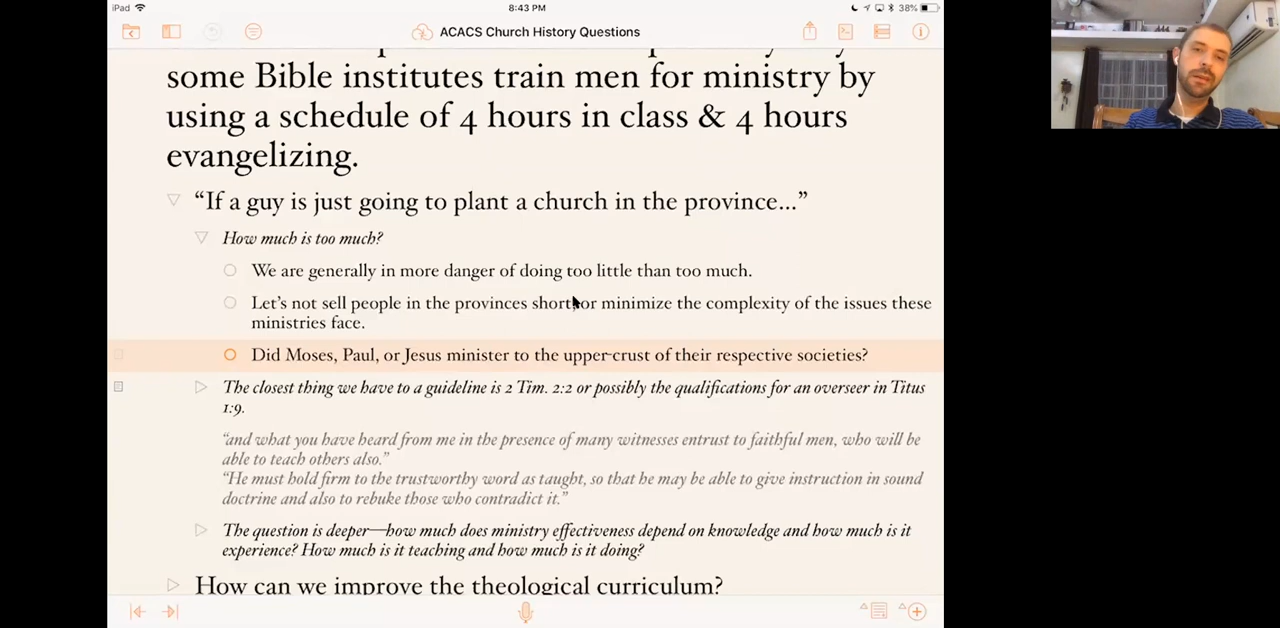 iPad 8:43 PM 38%
ACACS Church History Questions
some Bible institutes train men for ministry by
using a schedule of 4 hours in class & 4 hours
evangelizing.
“If a guy is just going to plant a church in the province...”
How much is too much?
We are generally in more danger of doing too little than too much.
Let’s not sell people in the provinces short, or minimize the complexity of the issues these
ministries face.
Did Moses, Paul, or Jesus minister to the upper-crust of their respective societies?
The closest thing we have to a guideline is 2 Tim. 2:2 or possibly the qualifications for an overseer in Titus
1:9.
“and what you have heard from me in the presence of many witnesses entrust to faithful men, who will be
able to teach others also.”
“He must hold firm to the trustworthy word as taught, so that he may be able to give instruction in sound
doctrine and also to rebuke those who contradict it.”
The question is deeper—how much does ministry effectiveness depend on knowledge and how much is it
experience? How much is it teaching and how much is it doing?
How can we improve the theological curriculum?